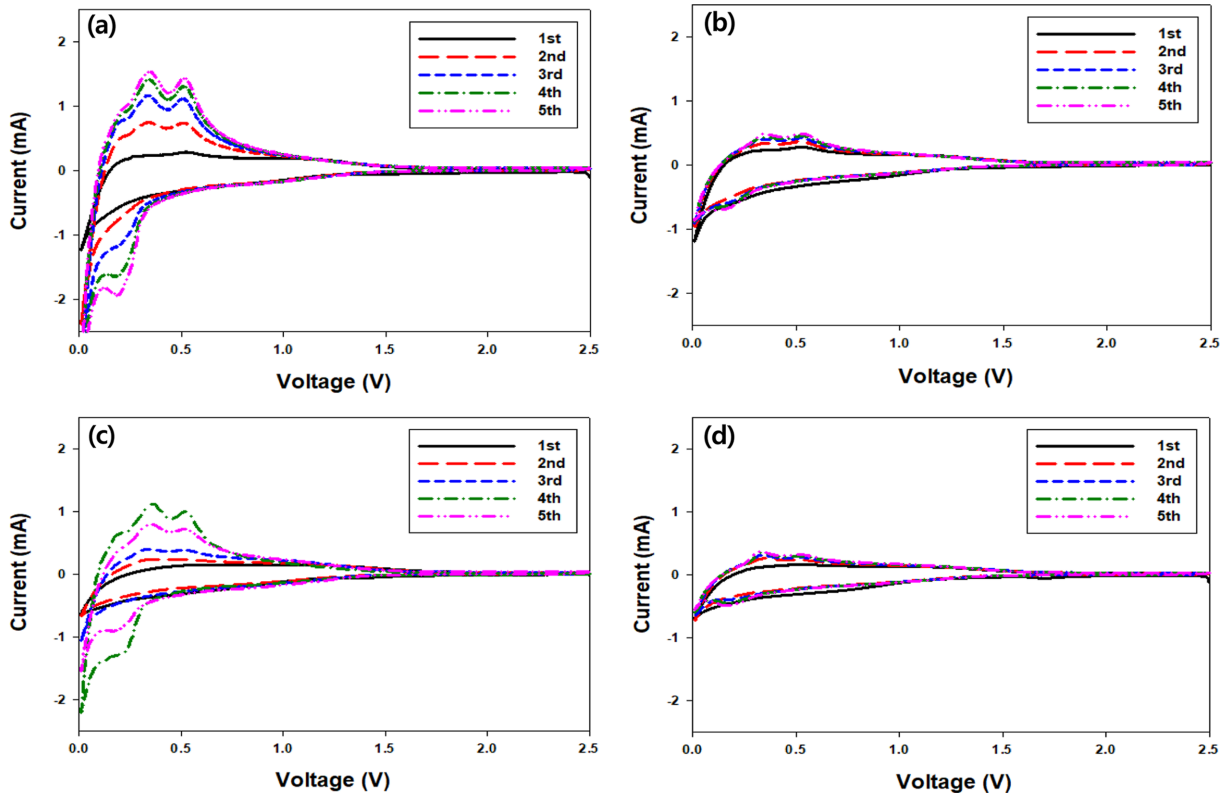 (a)
1st
2nd
3rd
4th
5th
2
1
0
-1
-2
Current (mA)
0.0 0.5 1.0 1.5 2.0 2.5
Voltage (V)
(b)
1st
2nd
3rd
4th
5th
2
1
0
-1
-2
Current (mA)
0.0 0.5 1.0 1.5 2.0 2.5
Voltage (V)
(c)
1st
2nd
3rd
4th
5th
2
1
0
-1
-2
Current (mA)
0.0 0.5 1.0 1.5 2.0 2.5
Voltage (V)
(d)
1st
2nd
3rd
4th
5th
2
1
0
-1
-2
Current (mA)
0.0 0.5 1.0 1.5 2.0 2.5
Voltage (V)